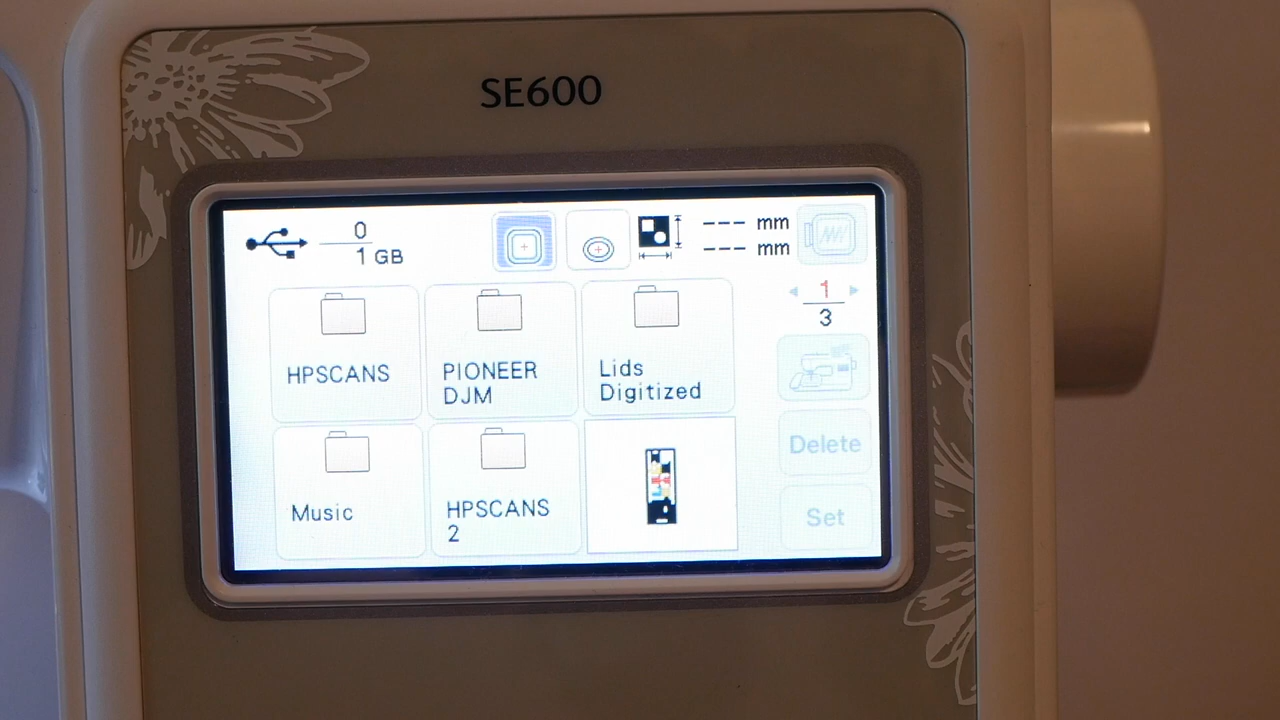 SE600
0
1 GB
--- mm
--- mm
1
3
HPSCANS
PIONEER
DJM
Lids
Digitized
Music
HPSCANS
2
Delete
Set